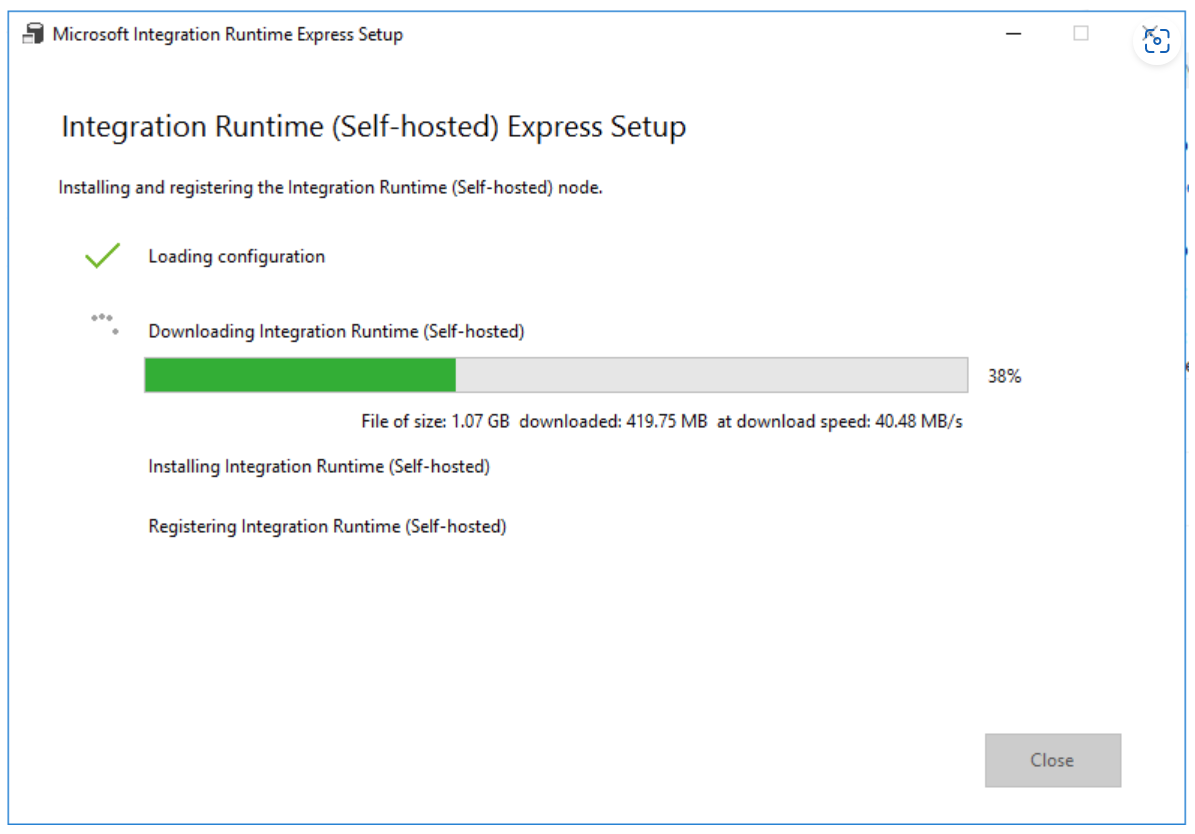 Microsoft Integration Runtime Express Setup
Integration Runtime (Self-hosted) Express Setup
Installing and registering the Integration Runtime (Self-hosted) node.
Loading configuration
Downloading Integration Runtime (Self-hosted)
38%
File of size: 1.07 GB  downloaded: 419.75 MB  at download speed: 40.48 MB/s
Installing Integration Runtime (Self-hosted)
Registering Integration Runtime (Self-hosted)
Close